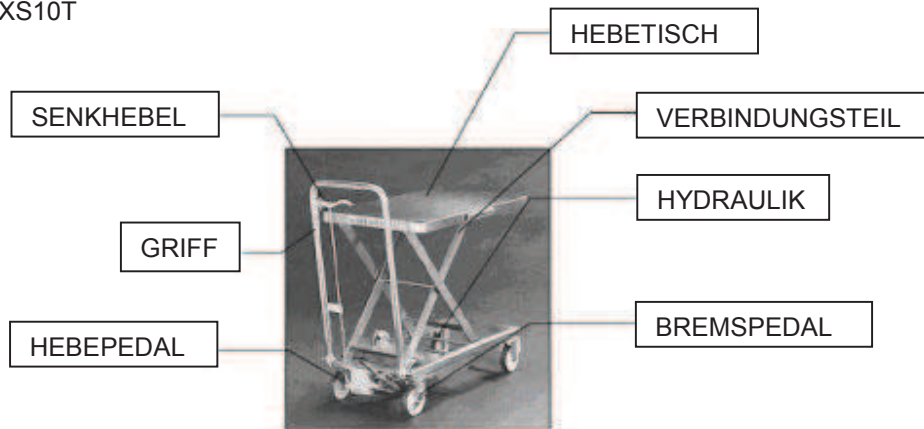 XS10T
HEBETISCH
SENKHEBEL
VERBINDUNGSTEIL
HYDRAULIK
GRIFF
BREMSPEDAL
HEBEPEDAL